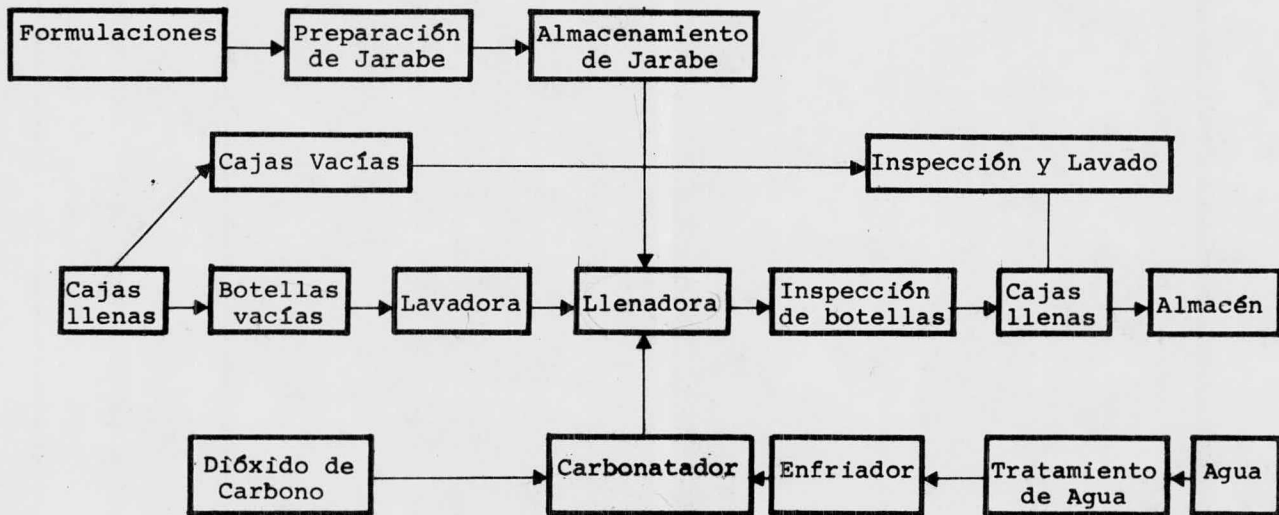 Formulaciones
Preparación
de Jarabe
Almacenamiento
de Jarabe
Cajas Vacías
Inspección y Lavado
Cajas
llenas
Botellas
vacías
Lavadora
Llenadora
Inspección
de botellas
Cajas
llenas
Almacén
Dióxido de
Carbono
Carbonatador
Enfriador
Tratamiento
de Agua
Agua